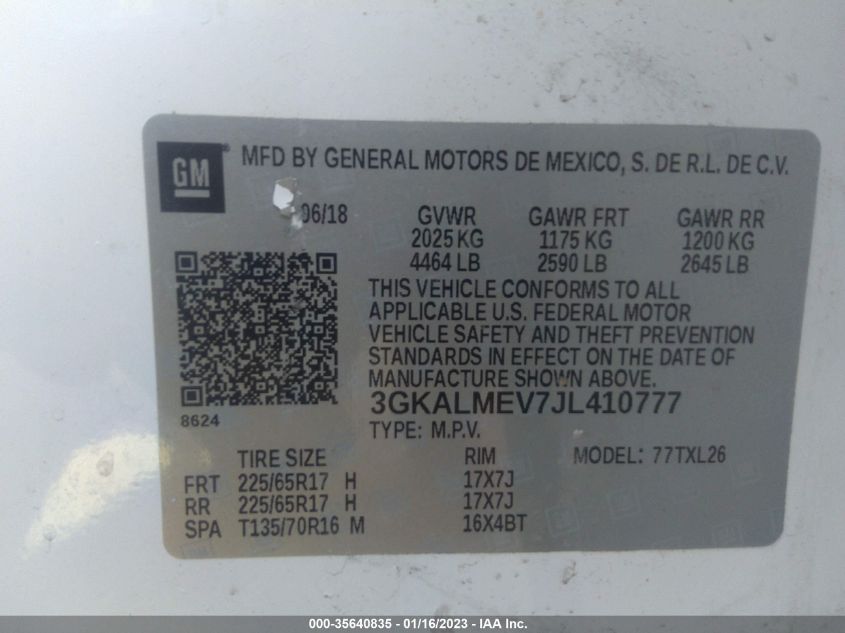 GM ® MFD BY GENERAL MOTORS DE MEXICO, S. DE R.L. DE C.V.
06/18 GVWR GAWR FRT GAWR RR
2025 KG 1175 KG 1200 KG
4464 LB 2590 LB 2645 LB
THIS VEHICLE CONFORMS TO ALL
APPLICABLE U.S. FEDERAL MOTOR
VEHICLE SAFETY AND THEFT PREVENTION
STANDARDS IN EFFECT ON THE DATE OF
MANUFACTURE SHOWN ABOVE.
8624
3GKALMEV7JL410777
TYPE: M.P.V.
TIRE SIZE RIM MODEL: 77TXL26
FRT 225/65R17 H 17X7J
RR 225/65R17 H 17X7J
SPA T135/70R16 M 16X4BT
000-35640835 - 01/16/2023 - IAA Inc.